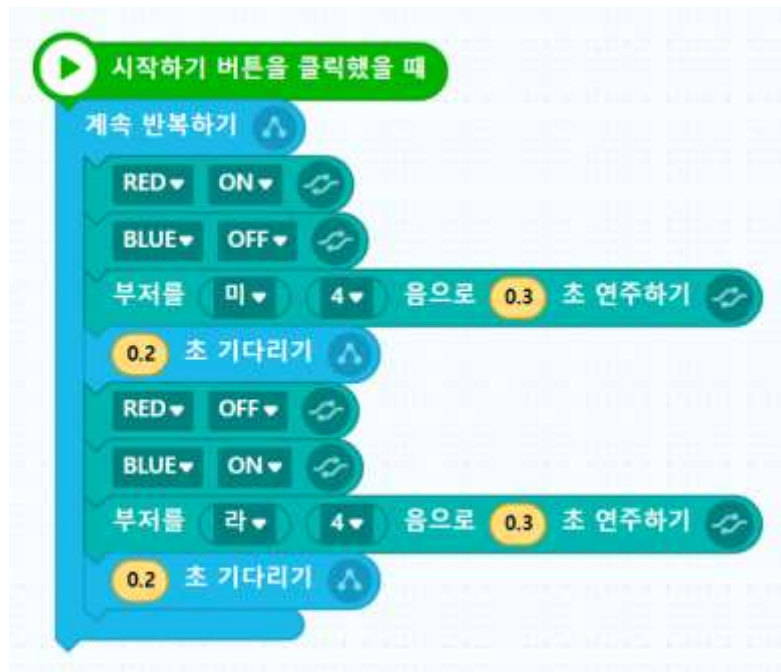 시작하기 버튼을 클릭했을 때
계속 반복하기
RED ON
BLUE OFF
부저를 미 4 음으로 0.3 초 연주하기
0.2 초 기다리기
RED OFF
BLUE ON
부저를 라 4 음으로 0.3 초 연주하기
0.2 초 기다리기